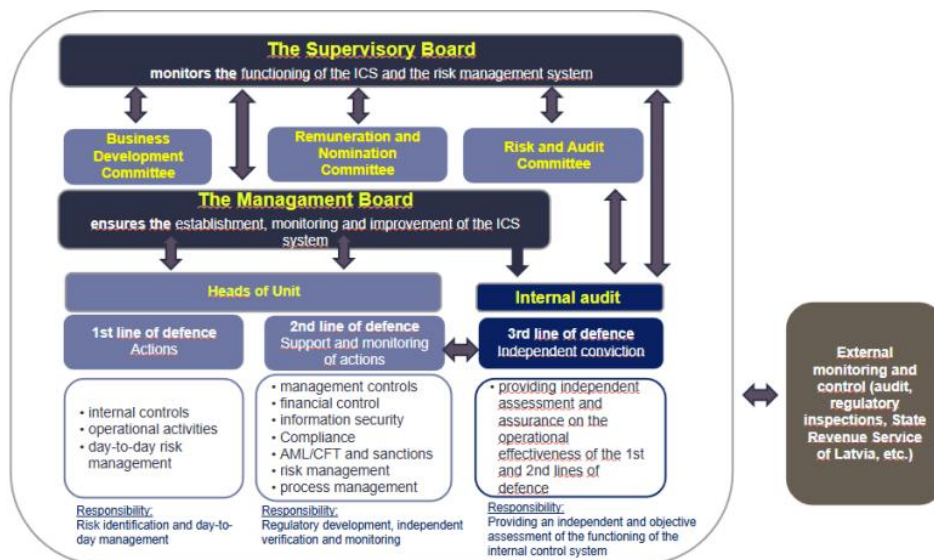 The Supervisory Board
monitors the functioning of the ICS and the risk management system
Business
Development
Committee
Remuneration and
Nomination
Committee
Risk and Audit
Committee
The Managament Board
ensures the establishment, monitoring and improvement of the ICS
system
Heads of Unit
Internal audit
1st line of defence
Actions
2nd line of defence
Support and monitoring
of actions
3rd line of defence
Independent conviction
• internal controls
• operational activities
• day-to-day risk
management
• management controls
• financial control
• information security
• Compliance
• AML/CFT and sanctions
• risk management
• process management
• providing independent
assessment and
assurance on the
operational
effectiveness of the 1st
and 2nd lines of
defence
Responsibility:
Risk identification and day-to-
day management
Responsibility:
Regulatory development, independent
verification and monitoring
Responsibility:
Providing an independent and objective
assessment of the functioning of the
internal control system
External
monitoring and
control (audit,
regulatory
inspections, State
Revenue Service
of Latvia, etc.)